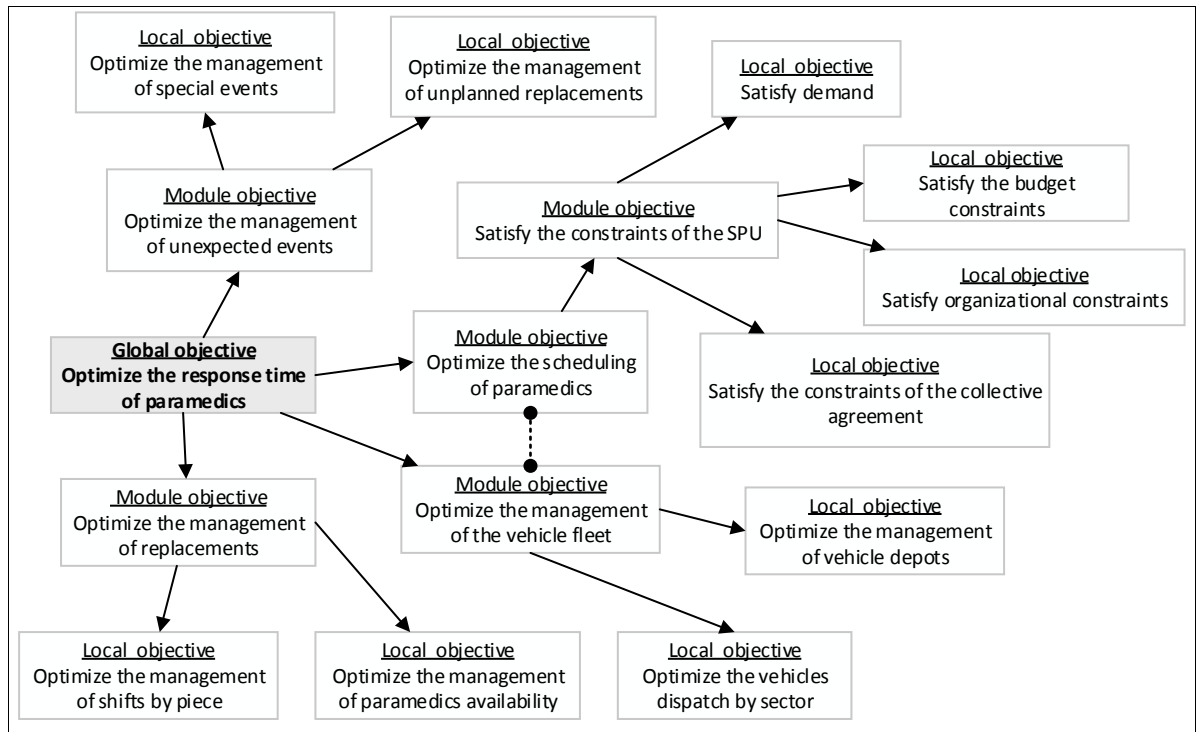 Local objective
Optimize the management
of special events
Local objective
Optimize the management
of unplanned replacements
Local objective
Satisfy demand
Local objective
Satisfy the budget
constraints
Module objective
Optimize the management
of unexpected events
Module objective
Satisfy the constraints of the SPU
Local objective
Satisfy organizational constraints
Global objective
Optimize the response time
of paramedics
Module objective
Optimize the scheduling
of paramedics
Local objective
Satisfy the constraints of the collective
agreement
Module objective
Optimize the management
of replacements
Module objective
Optimize the management
of the vehicle fleet
Local objective
Optimize the management
of vehicle depots
Local objective
Optimize the management
of shifts by piece
Local objective
Optimize the management
of paramedics availability
Local objective
Optimize the vehicles
dispatch by sector